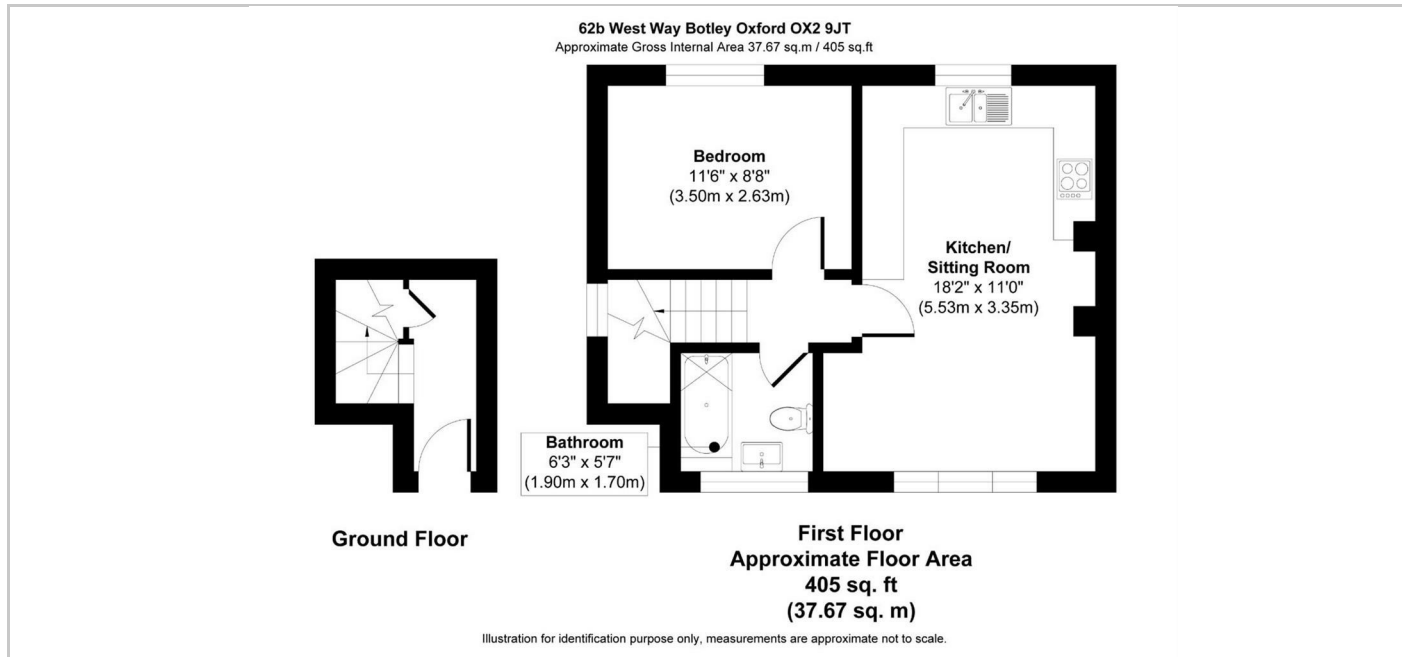 62b West Way Botley Oxford OX2 9JT
Approximate Gross Internal Area 37.67 sq.m / 405 sq.ft
Bedroom
11'6" x 8'8"
(3.50m x 2.63m)
Kitchen/
Sitting Room
18'2" x 11'0"
(5.53m x 3.35m)
Bathroom
6'3" x 5'7"
(1.90m x 1.70m)
Ground Floor
First Floor
Approximate Floor Area
405 sq. ft
(37.67 sq. m)
Illustration for identification purpose only, measurements are approximate not to scale.